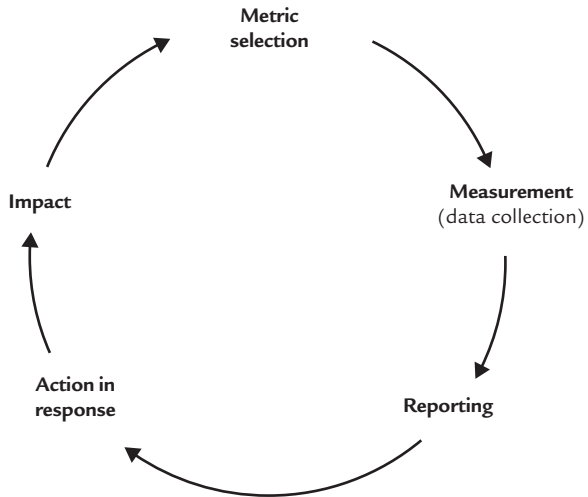 Metric
selection
Measurement
(data collection)
Reporting
Action in
response
Impact